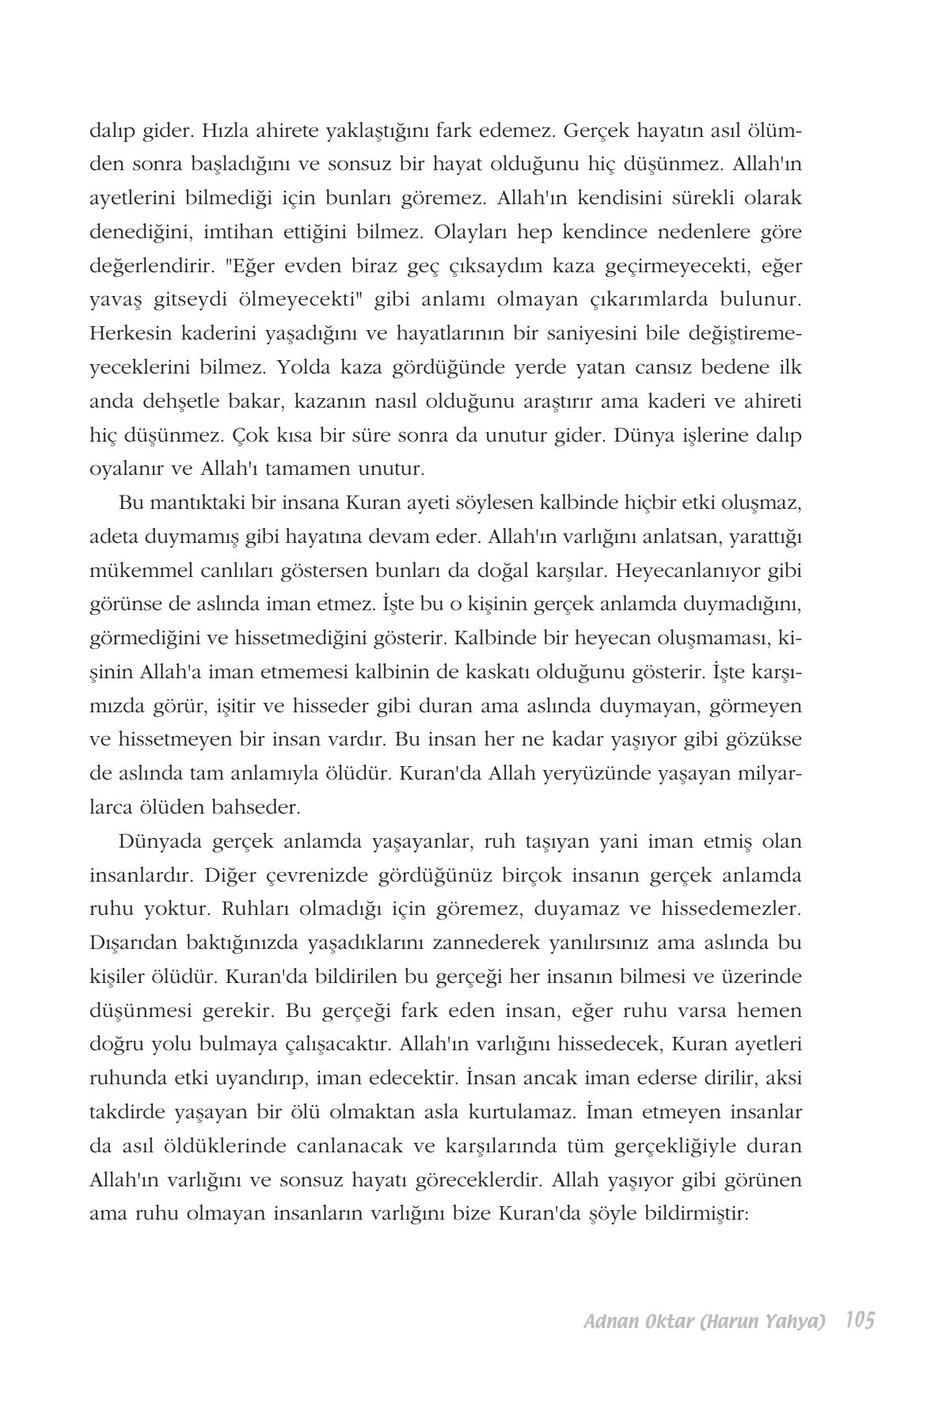 dalıp gider. Hızla ahirete yaklaştığını fark edemez. Gerçek hayatın asıl ölüm-
den sonra başladığını ve sonsuz bir hayat olduğunu hiç düşünmez. Allah'ın
ayetlerini bilmediği için bunları göremez. Allah'ın kendisini sürekli olarak
denediğini, imtihan ettiğini bilmez. Olayları hep kendince nedenlere göre
değerlendirir. "Eğer evden biraz geç çıksaydım kaza geçirmeyecekti, eğer
yavaş gitseydi ölmeyecekti" gibi anlamı olmayan çıkarımlarda bulunur.
Herkesin kaderini yaşadığını ve hayatlarının bir saniyesini bile değiştireme-
yeceklerini bilmez. Yolda kaza gördüğünde yerde yatan cansız bedene ilk
anda dehşetle bakar, kazanın nasıl olduğunu araştırır ama kaderi ve ahireti
hiç düşünmez. Çok kısa bir süre sonra da unutur gider. Dünya işlerine dalıp
oyalanır ve Allah'ı tamamen unutur.
Bu mantıktaki bir insana Kuran ayeti söylesen kalbinde hiçbir etki oluşmaz,
adeta duymamış gibi hayatına devam eder. Allah'ın varlığını anlatsan, yarattığı
mükemmel canlıları göstersen bunları da doğal karşılar. Heyecanlanıyor gibi
görünse de aslında iman etmez. İşte bu o kişinin gerçek anlamda duymadığını,
görmediğini ve hissetmediğini gösterir. Kalbinde bir heyecan oluşmaması, ki-
şinin Allah'a iman etmemesi kalbinin de kaskatı olduğunu gösterir. İşte karşı-
mızda görür, işitir ve hisseder gibi duran ama aslında duymayan, görmeyen
ve hissetmeyen bir insan vardır. Bu insan her ne kadar yaşıyor gibi gözükse
de aslında tam anlamıyla ölüdür. Kuran'da Allah yeryüzünde yaşayan milyar-
larca ölüden bahseder.
Dünyada gerçek anlamda yaşayanlar, ruh taşıyan yani iman etmiş olan
insanlardır. Diğer çevrenizde gördüğünüz birçok insanın gerçek anlamda
ruhu yoktur. Ruhları olmadığı için göremez, duyamaz ve hissedemezler.
Dışarıdan baktığınızda yaşadıklarını zannederek yanılırsınız ama aslında bu
kişiler ölüdür. Kuran'da bildirilen bu gerçeği her insanın bilmesi ve üzerinde
düşünmesi gerekir. Bu gerçeği fark eden insan, eğer ruhu varsa hemen
doğru yolu bulmaya çalışacaktır. Allah'ın varlığını hissedecek, Kuran ayetleri
ruhunda etki uyandırıp, iman edecektir. İnsan ancak iman ederse dirilir, aksi
takdirde yaşayan bir ölü olmaktan asla kurtulamaz. İman etmeyen insanlar
da asıl öldüklerinde canlanacak ve karşılarında tüm gerçekliğiyle duran
Allah'ın varlığını ve sonsuz hayatı göreceklerdir. Allah yaşıyor gibi görünen
ama ruhu olmayan insanların varlığını bize Kuran'da şöyle bildirmiştir:
Adnan Oktar (Harun Yahya) 105